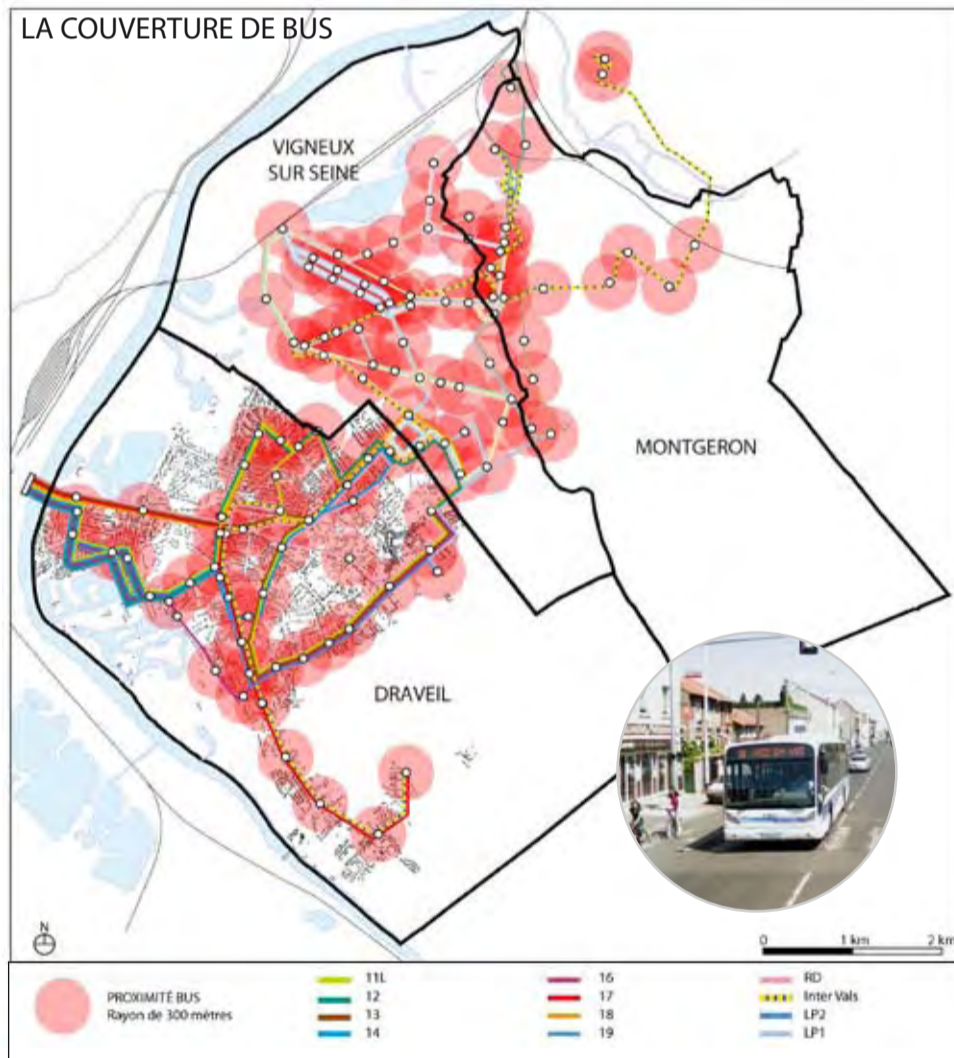 LA COUVERTURE DE BUS
VIGNEUX
SUR SEINE
MONTGERON
DRAVEIL
N
0 1 km 2 km
PROXIMITÉ BUS
Rayon de 300 mètres
11L
12
13
14
16
17
18
19
RD
Inter Vals
LP2
LP1